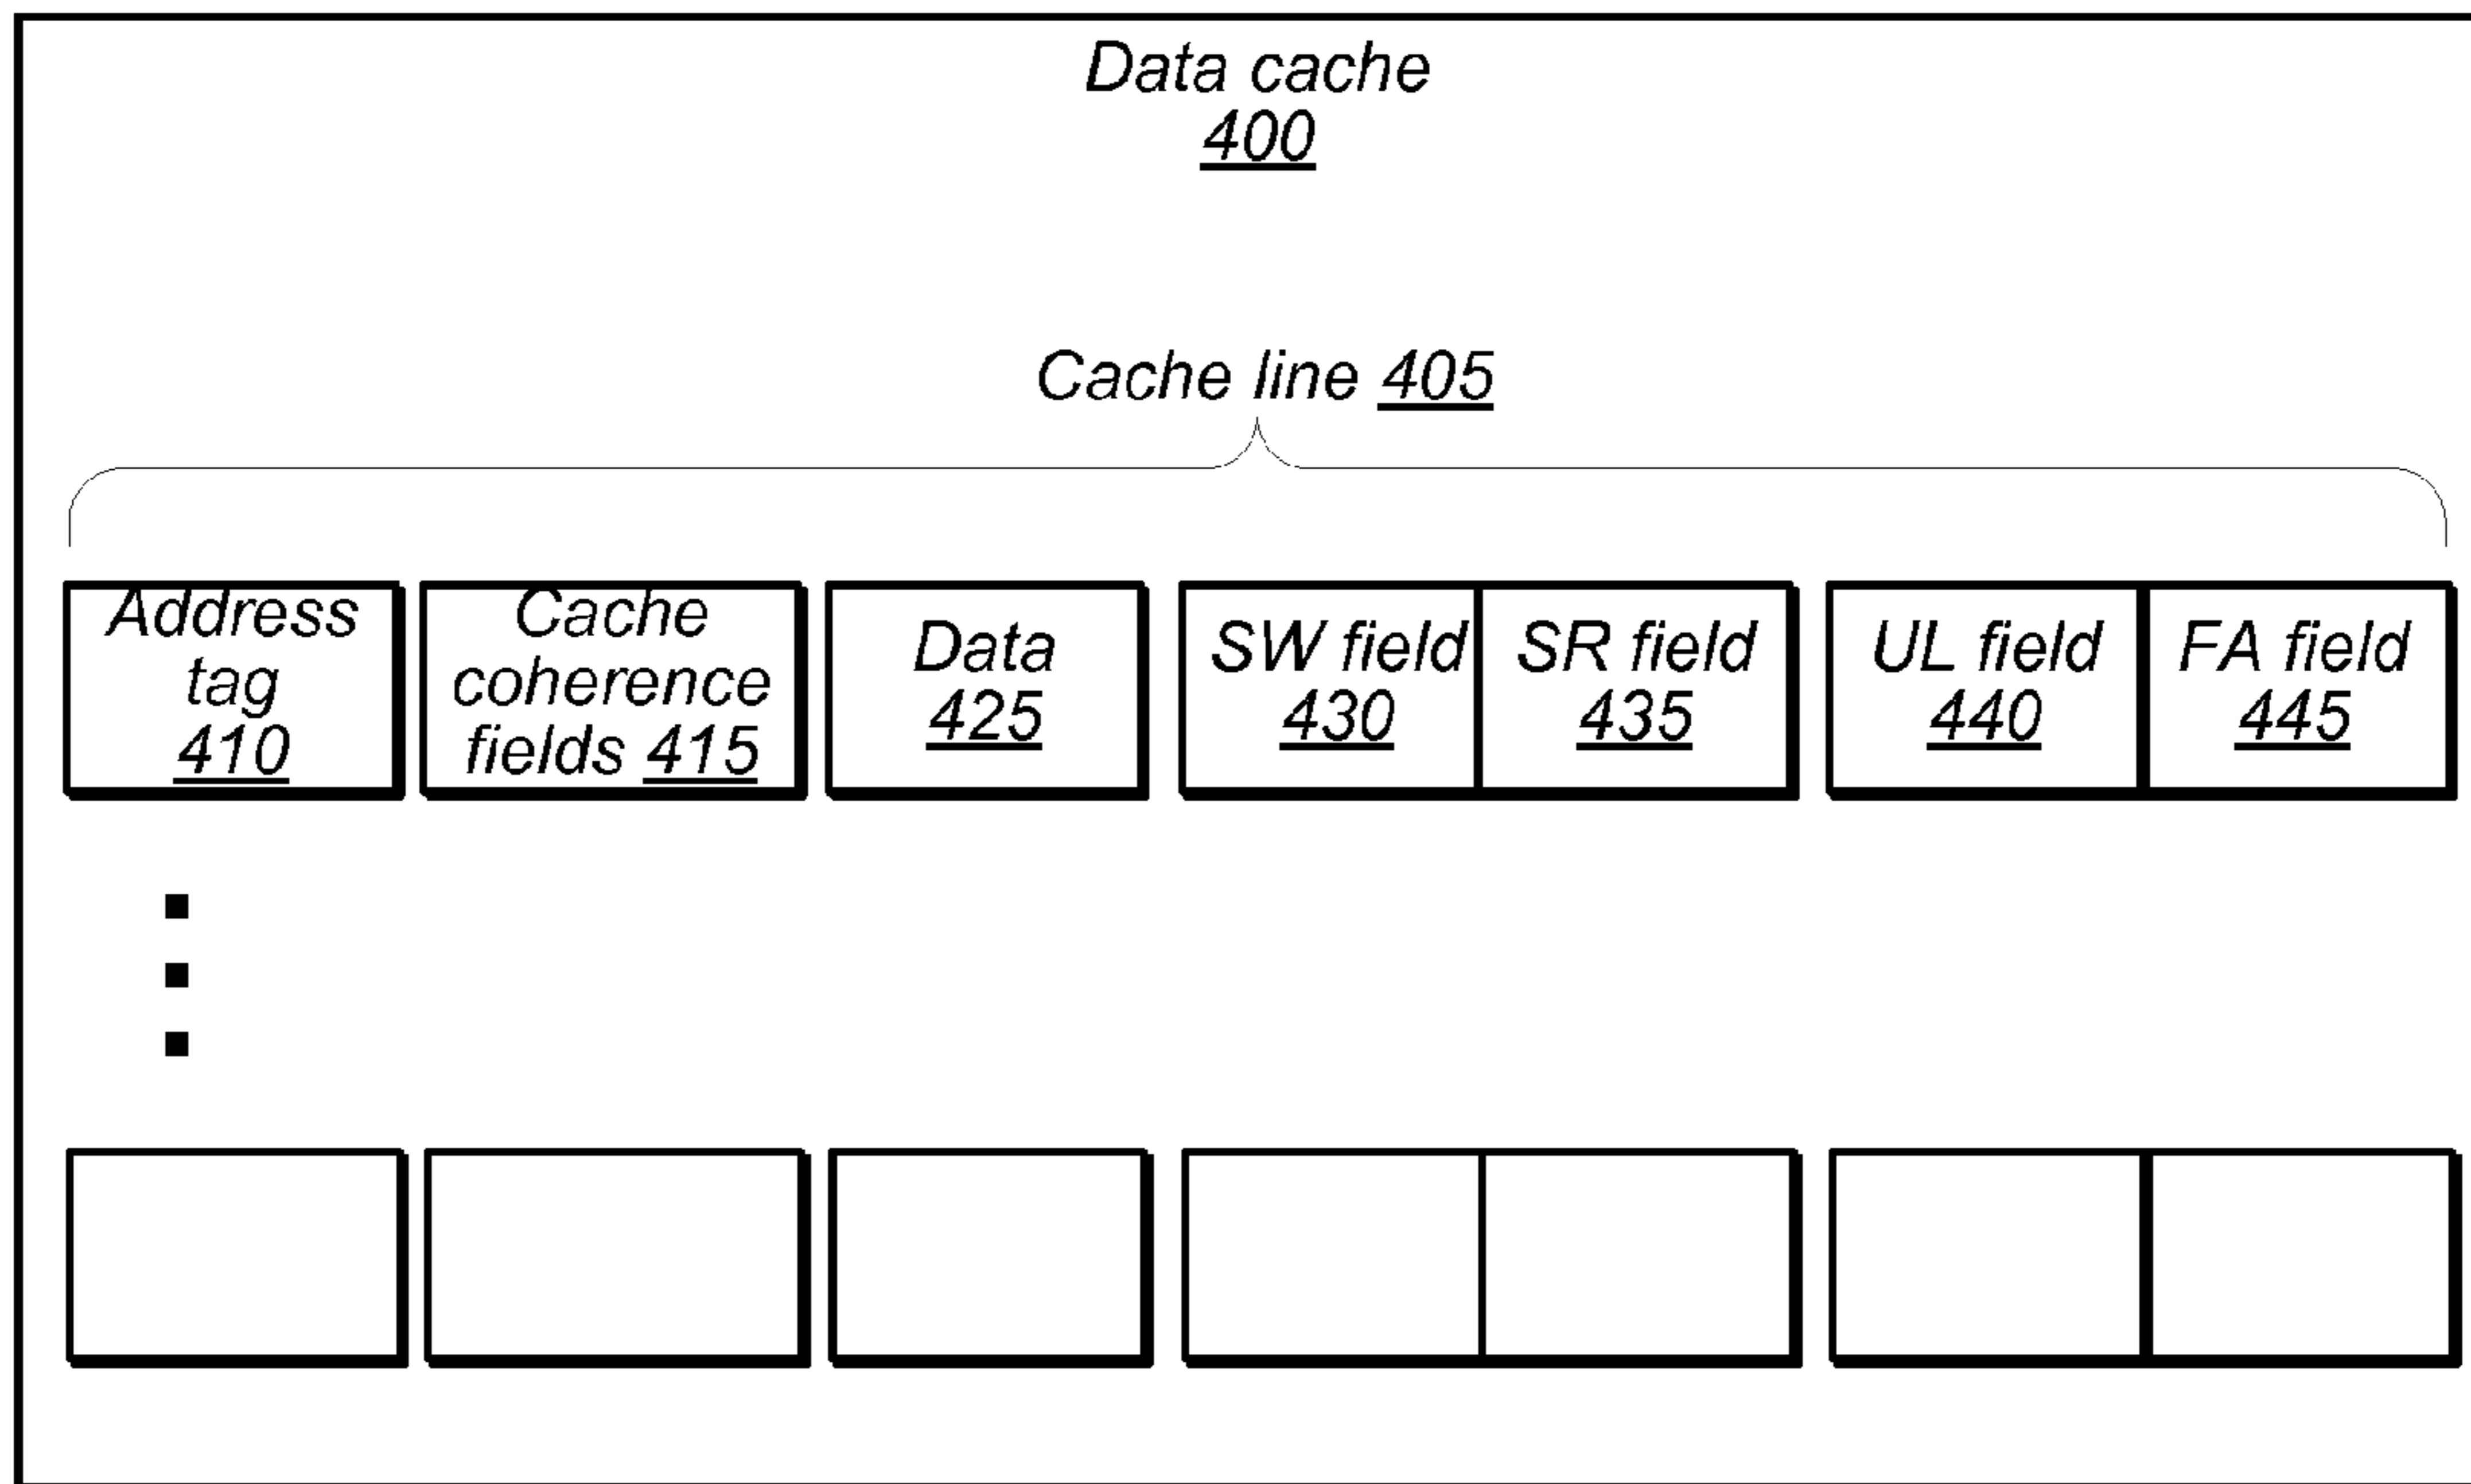 Data cache
400
Cache line 405
Address
tag
410
Cache
coherence
fields 415
Data
425
SW field
430
SR field
435
UL field
440
FA field
445